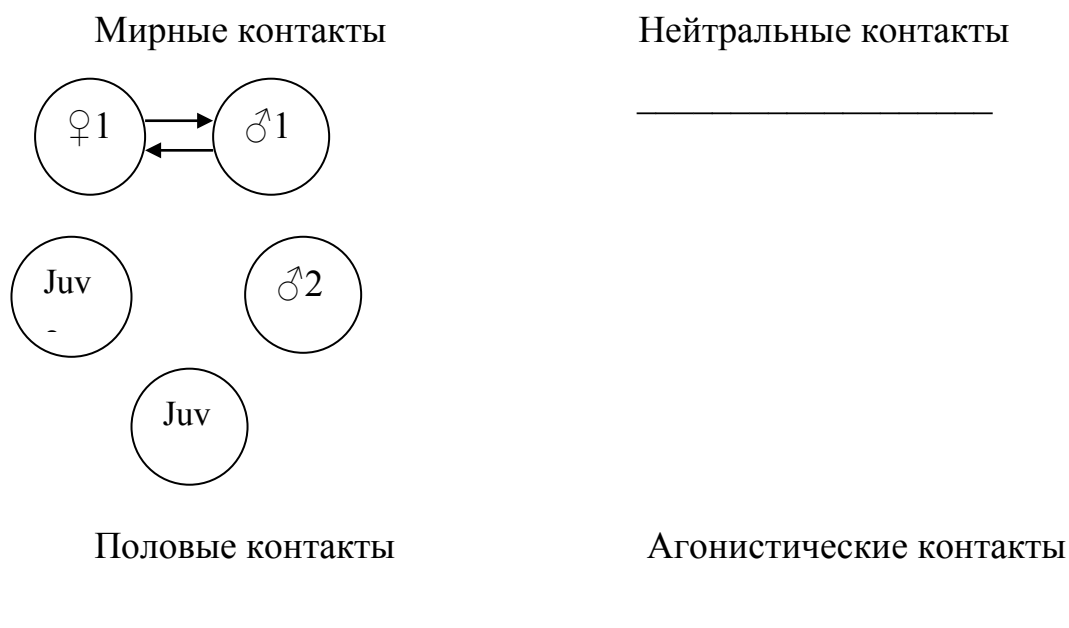 Мирные контакты
Нейтральные контакты
♀1
♂1
Juv
♂2
Juv
Половые контакты
Агонистические контакты